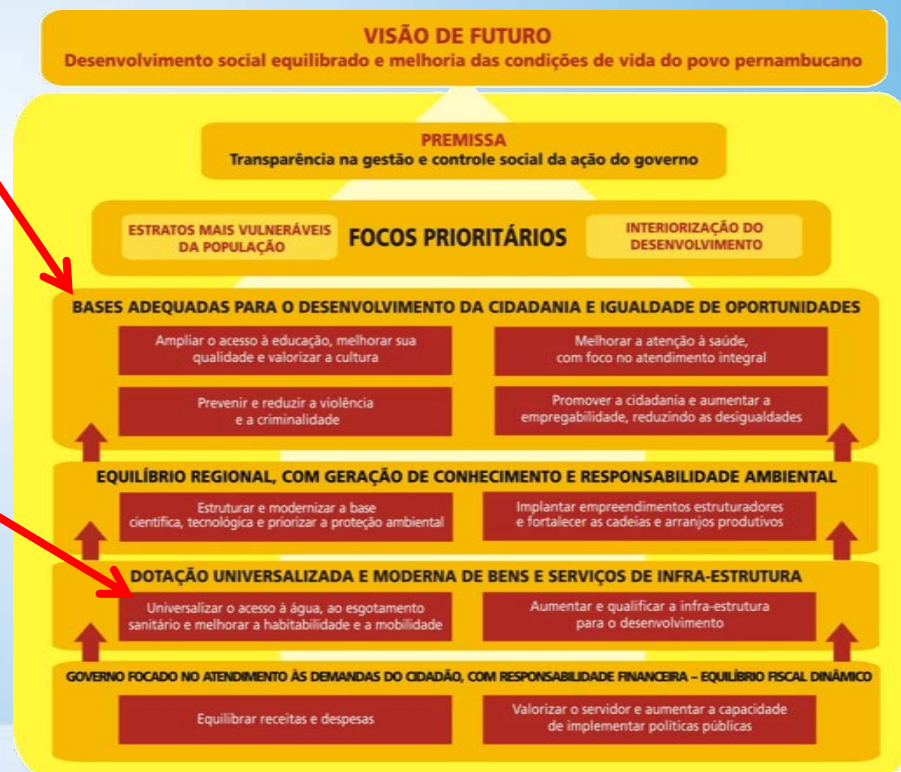 VISÃO DE FUTURO
Desenvolvimento social equilibrado e melhoria das condições de vida do povo pernambucano
PREMISSA
Transparência na gestão e controle social da ação do governo
ESTRATOS MAIS VULNERÁVEIS
DA POPULAÇÃO
FOCOS PRIORITÁRIOS
INTERIORIZAÇÃO DO
DESENVOLVIMENTO
BASES ADEQUADAS PARA O DESENVOLVIMENTO DA CIDADANIA E IGUALDADE DE OPORTUNIDADES
Ampliar o acesso à educação, melhorar sua
qualidade e valorizar a cultura
Melhorar a atenção à saúde,
com foco no atendimento integral
Prevenir e reduzir a violência
e a criminalidade
Promover a cidadania e aumentar a
empregabilidade, reduzindo as desigualdades
EQUILÍBRIO REGIONAL, COM GERAÇÃO DE CONHECIMENTO E RESPONSABILIDADE AMBIENTAL
Estruturar e modernizar a base
científica, tecnológica e priorizar a proteção ambiental
Implantar empreendimentos estruturadores
e fortalecer as cadeias e arranjos produtivos
DOTAÇÃO UNIVERSALIZADA E MODERNA DE BENS E SERVIÇOS DE INFRA-ESTRUTURA
Universalizar o acesso à água, ao esgotamento
sanitário e melhorar a habitabilidade e a mobilidade
Aumentar e qualificar a infra-estrutura
para o desenvolvimento
GOVERNO FOCADO NO ATENDIMENTO ÀS DEMANDAS DO CIDADÃO, COM RESPONSABILIDADE FINANCEIRA – EQUILÍBRIO FISCAL DINÂMICO
Equilibrar receitas e despesas
Valorizar o servidor e aumentar a capacidade
de implementar políticas públicas